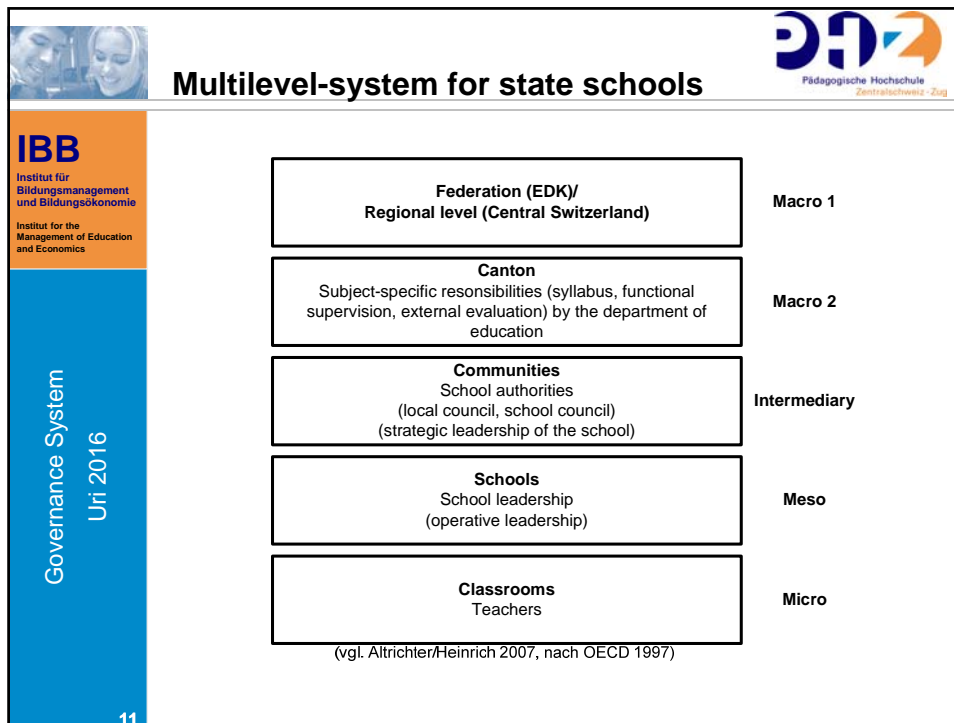 PHZ
Pädagogische Hochschule
Zentralschweiz - Zug
Multilevel-system for state schools
IBB
Institut für
Bildungsmanagement
und Bildungsökonomie
Institut for the
Management of Education
and Economics
Governance System
Uri 2016
Federation (EDK)/
Regional level (Central Switzerland)
Macro 1
Canton
Subject-specific resonsibilities (syllabus, functional
supervision, external evaluation) by the department of
education
Macro 2
Communities
School authorities
(local council, school council)
(strategic leadership of the school)
Intermediary
Schools
School leadership
(operative leadership)
Meso
Classrooms
Teachers
Micro
(vgl. Altrichter/Heinrich 2007, nach OECD 1997)
11